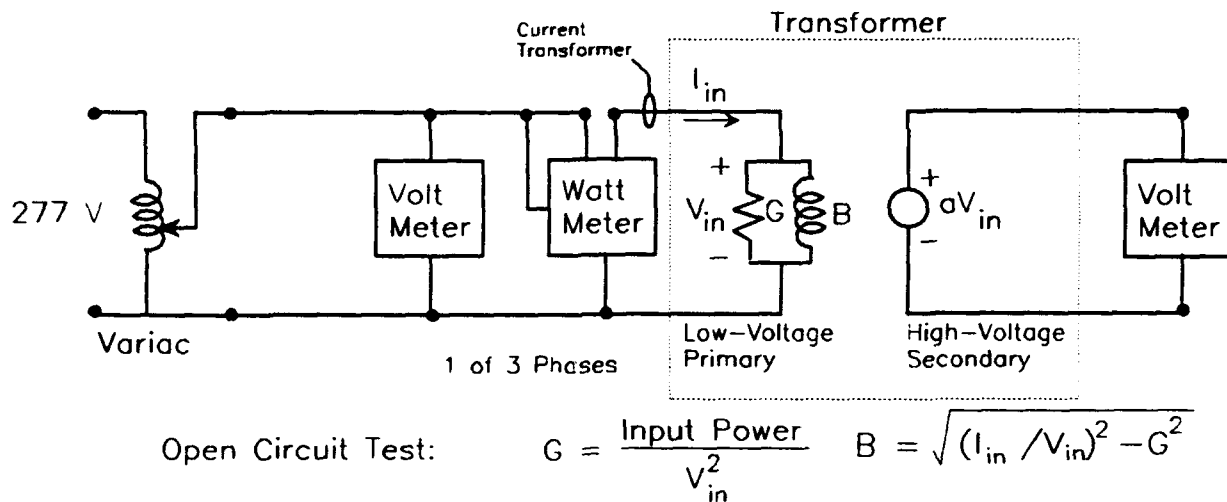 Transformer
Current
Transformer
I_in
277 V
Volt
Meter
Watt
Meter
+
V_in
−
G
B
+
aV_in
−
Volt
Meter
Variac
1 of 3 Phases
Low−Voltage
Primary
High−Voltage
Secondary
Open Circuit Test: G = Input Power / V_in^2 B = √((I_in /V_in)^2 − G^2)